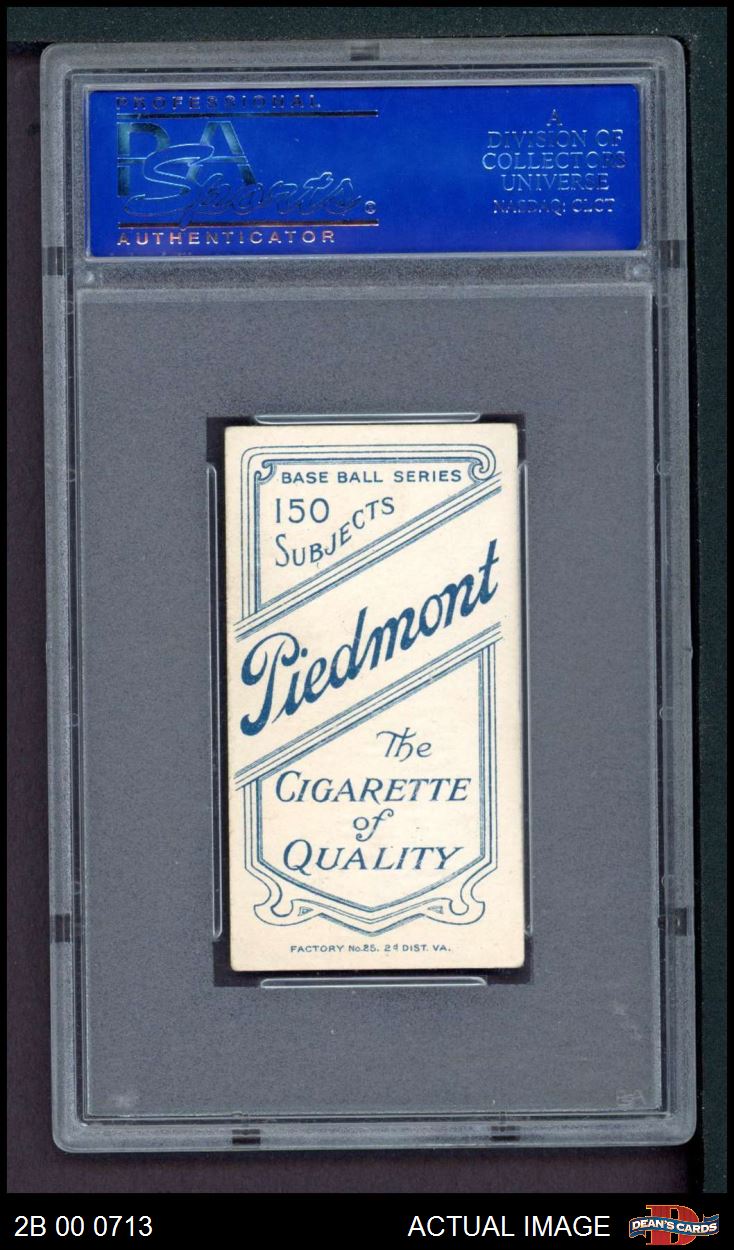 PROFESSIONAL
PSA
Sports
AUTHENTICATOR
A
DIVISION OF
COLLECTORS
UNIVERSE
NASDAQ: CLCT
BASE BALL SERIES
150
SUBJECTS
Piedmont
The
CIGARETTE
of
QUALITY
FACTORY No.25. 2d DIST. VA.
PSA
2B 00 0713
ACTUAL IMAGE
D
DEAN'S CARDS